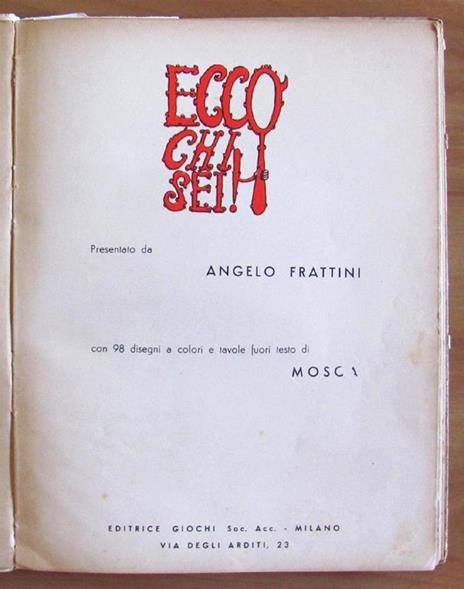 ECCO
CHI
SEI!
Presentato da
ANGELO FRATTINI
con 98 disegni a colori e tavole fuori testo di
MOSCA
EDITRICE GIOCHI Soc. Acc. - MILANO
VIA DEGLI ARDITI, 23